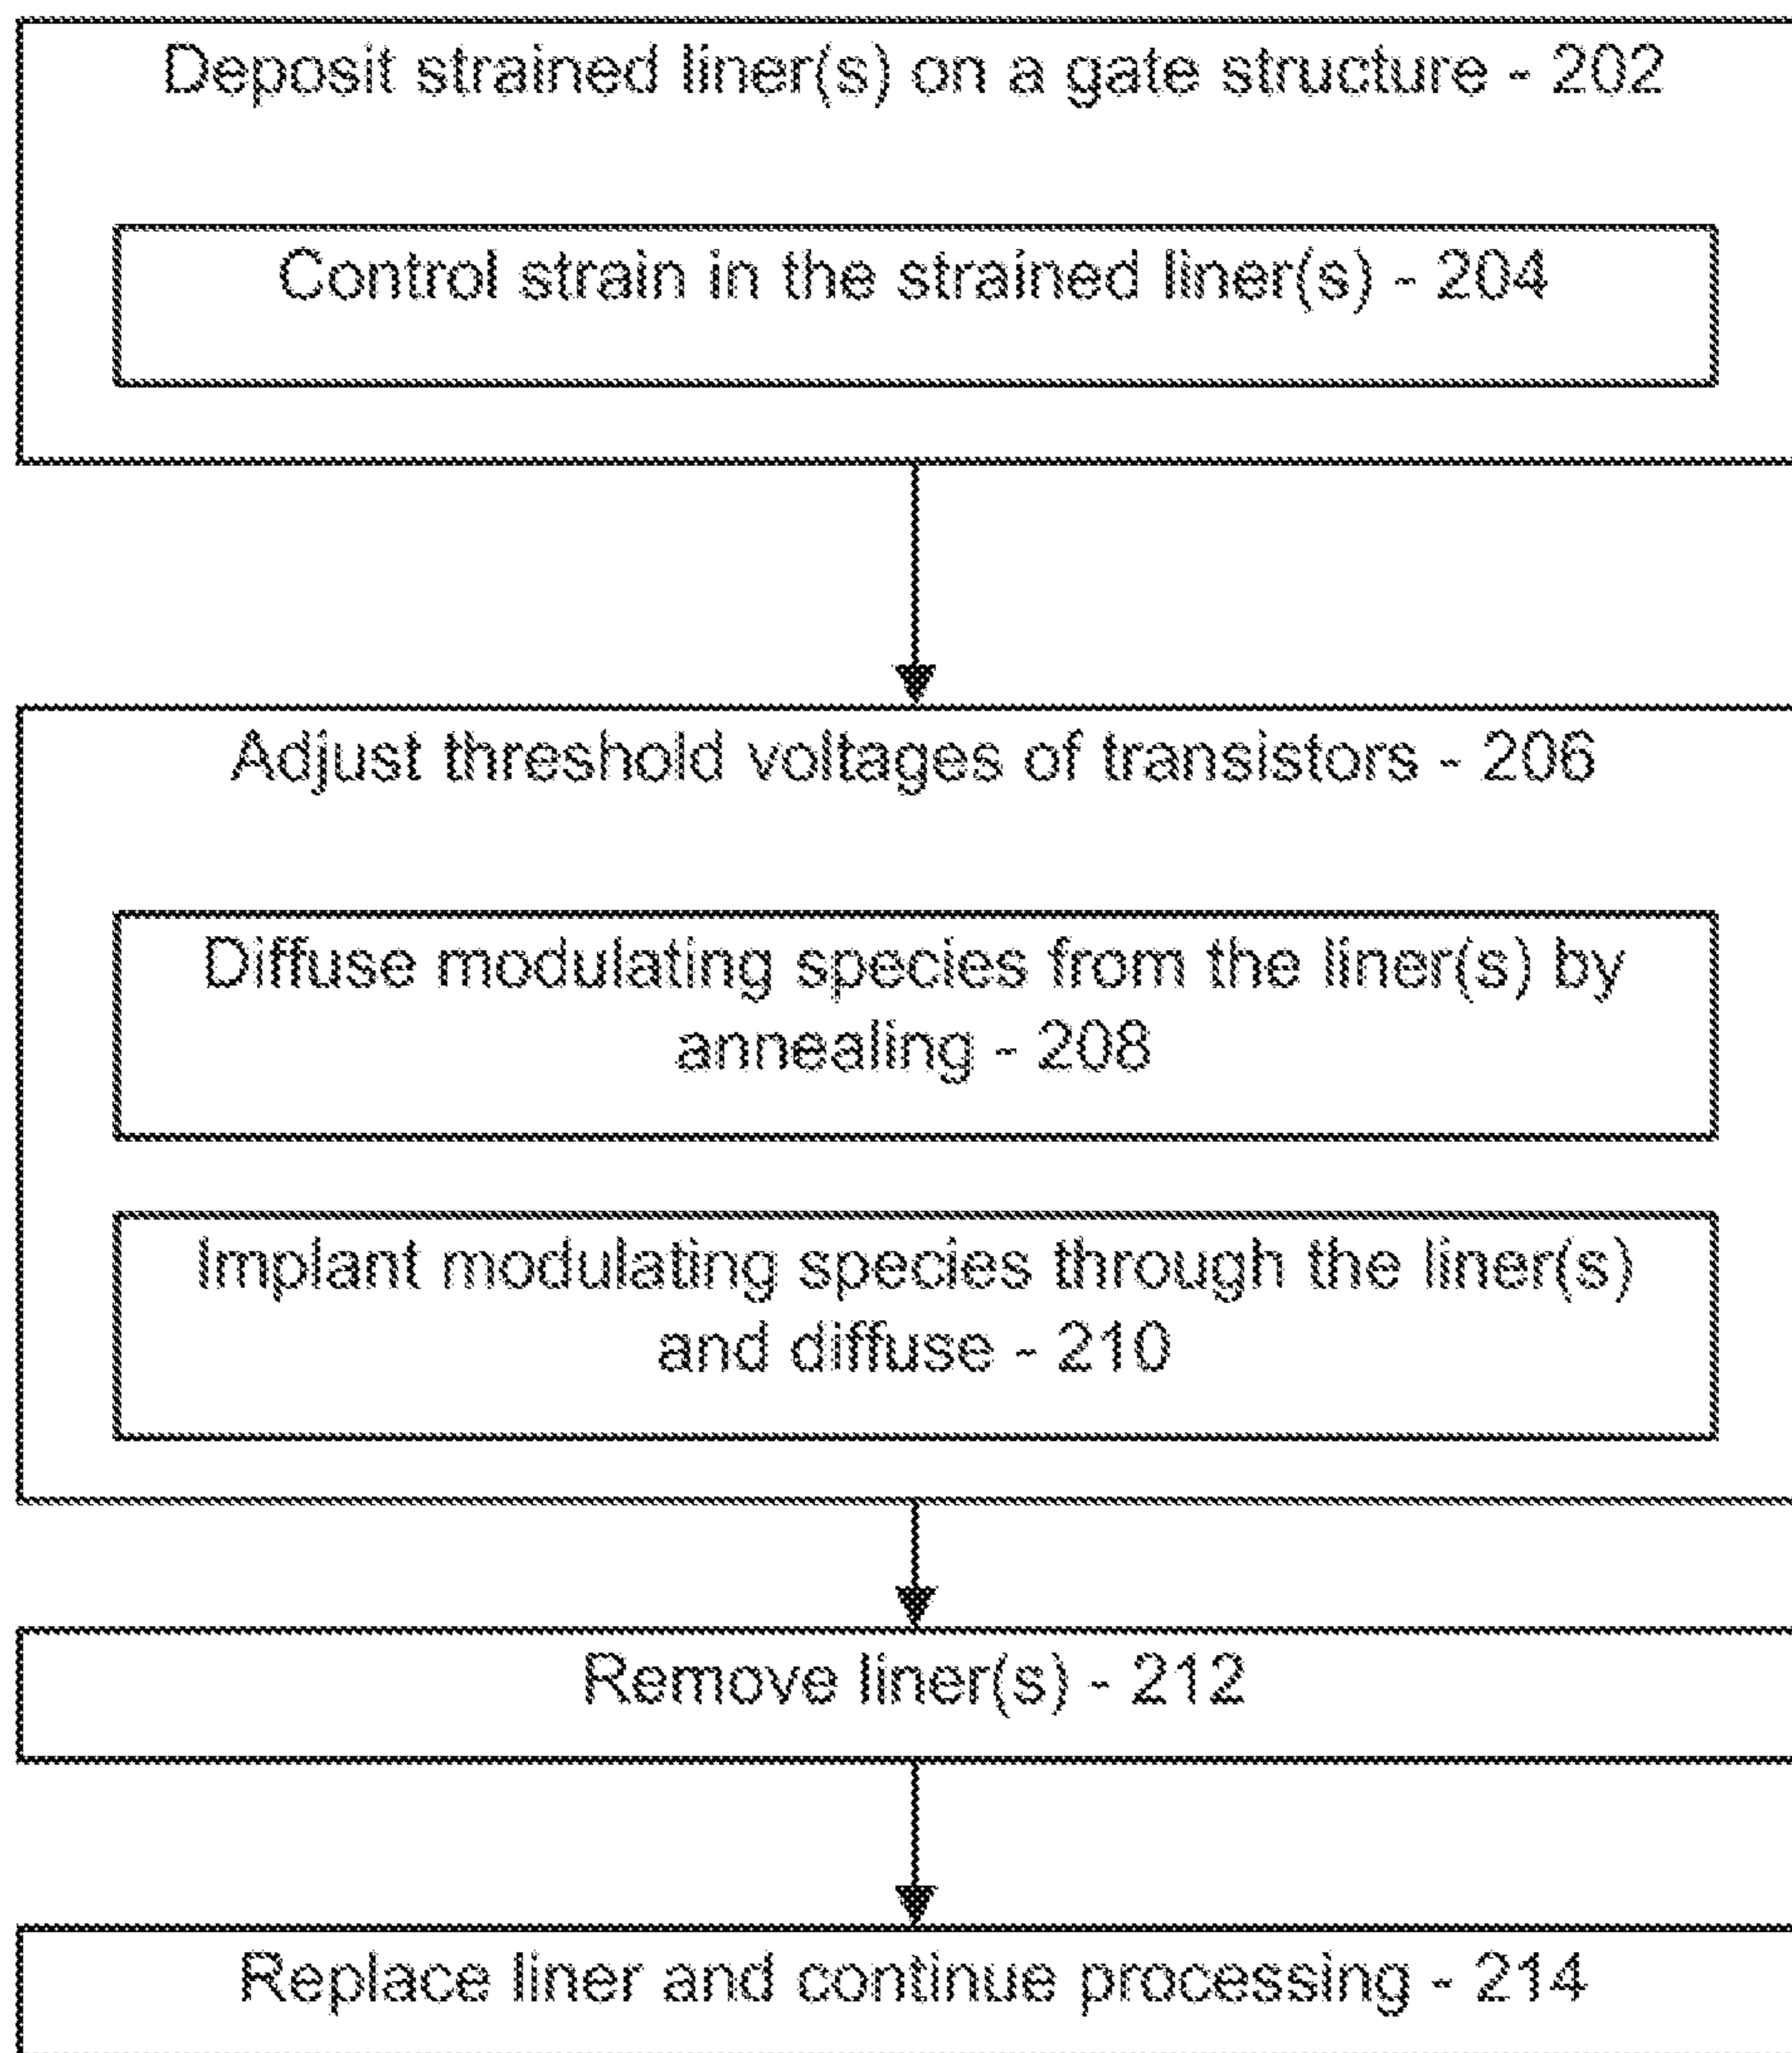 Deposit strained liner(s) on a gate structure - 202
Control strain in the strained liner(s) - 204
Adjust threshold voltages of transistors - 206
Diffuse modulating species from the liner(s) by
annealing - 208
Implant modulating species through the liner(s)
and diffuse - 210
Remove liner(s) - 212
Replace liner and continue processing - 214